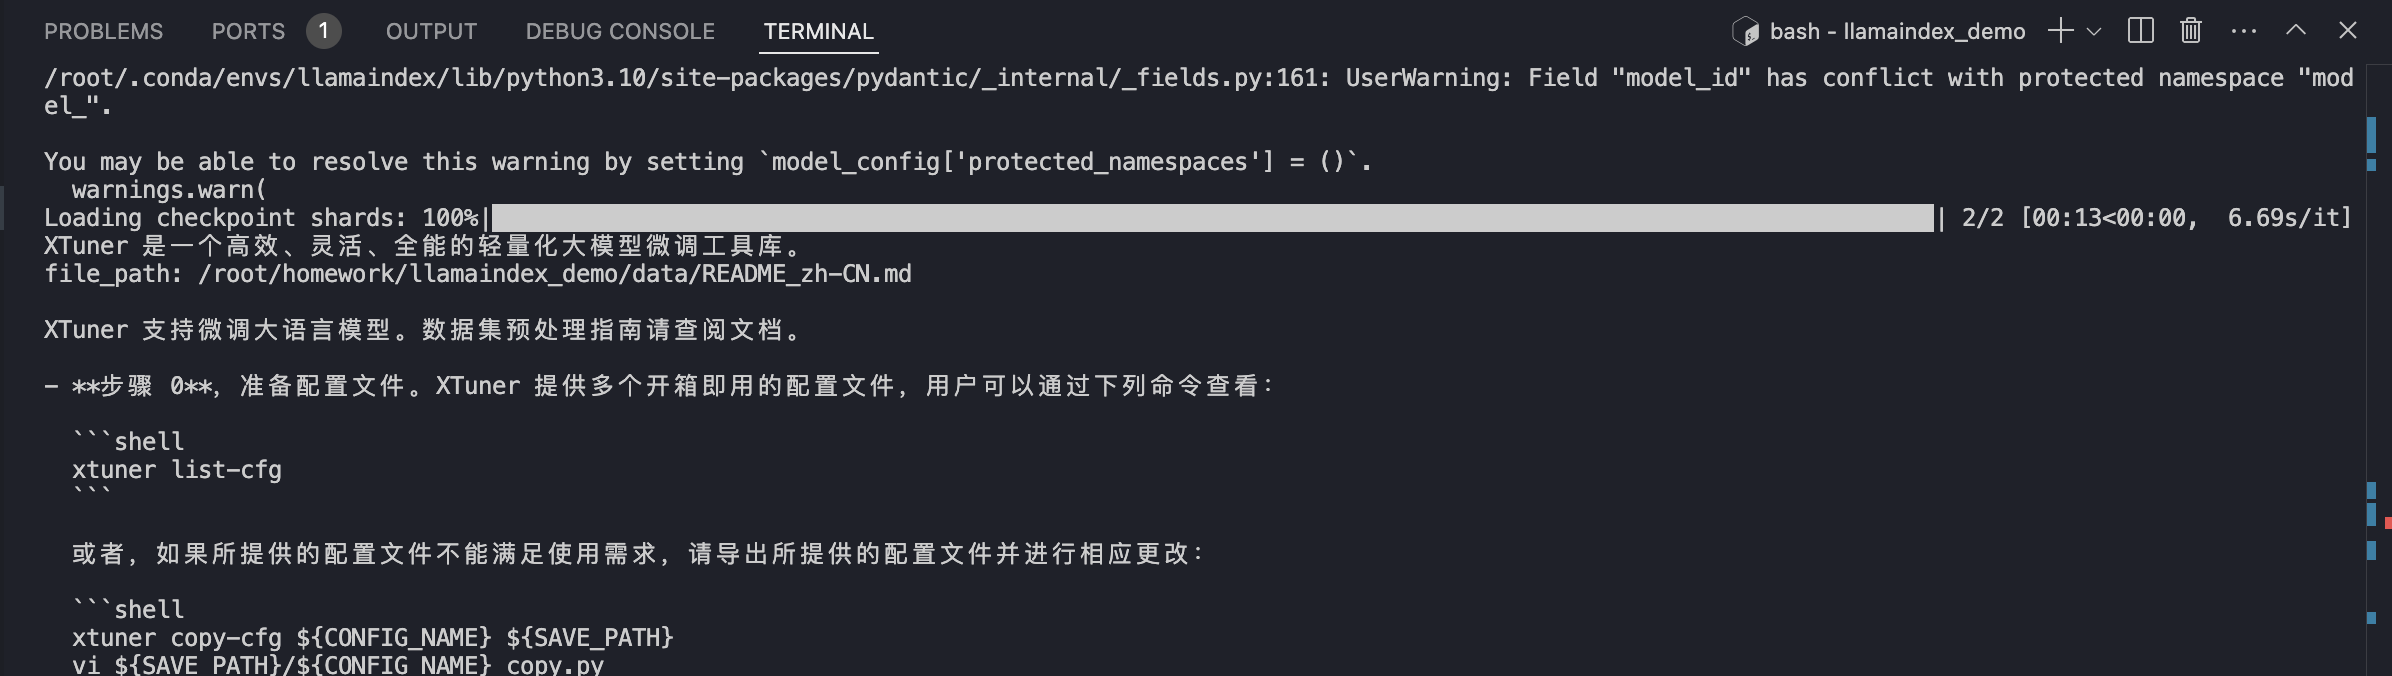 PROBLEMS PORTS 1 OUTPUT DEBUG CONSOLE TERMINAL bash - llamaindex_demo
/root/.conda/envs/llamaindex/lib/python3.10/site-packages/pydantic/_internal/_fields.py:161: UserWarning: Field "model_id" has conflict with protected namespace "mod
el_".
You may be able to resolve this warning by setting `model_config['protected_namespaces'] = ()`.
  warnings.warn(
Loading checkpoint shards: 100%| | 2/2 [00:13<00:00,  6.69s/it]
XTuner 是一个高效、灵活、全能的轻量化大模型微调工具库。
file_path: /root/homework/llamaindex_demo/data/README_zh-CN.md
XTuner 支持微调大语言模型。数据集预处理指南请查阅文档。
- **步骤 0**，准备配置文件。XTuner 提供多个开箱即用的配置文件，用户可以通过下列命令查看：
  ```shell
  xtuner list-cfg
  ```
  或者，如果所提供的配置文件不能满足使用需求，请导出所提供的配置文件并进行相应更改：
  ```shell
  xtuner copy-cfg ${CONFIG_NAME} ${SAVE_PATH}
  vi ${SAVE_PATH}/${CONFIG_NAME}_copy.py